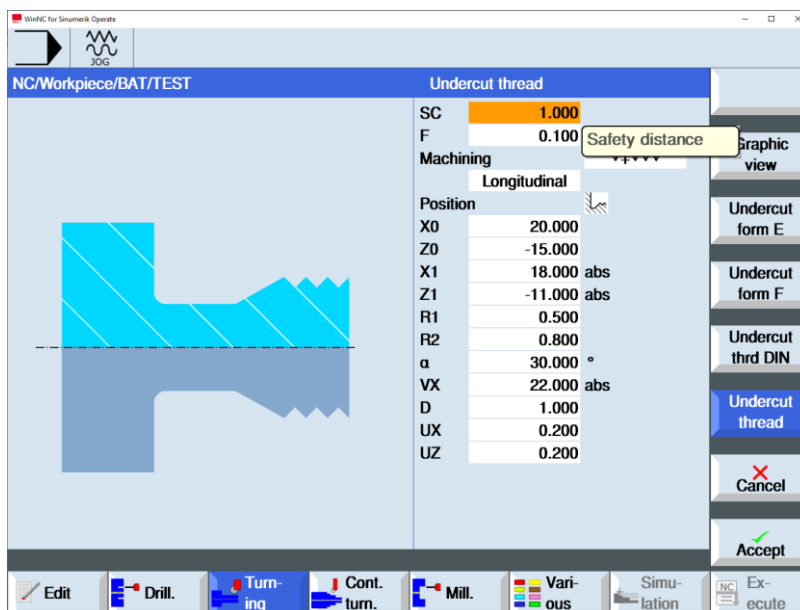 WinNC for Sinumerik Operate
JOG
NC/Workpiece/BAT/TEST
Undercut thread
SC 1.000
F 0.100
Safety distance
Machining
Longitudinal
Position
X0 20.000
Z0 -15.000
X1 18.000 abs
Z1 -11.000 abs
R1 0.500
R2 0.800
α 30.000 °
VX 22.000 abs
D 1.000
UX 0.200
UZ 0.200
Graphic
view
Undercut
form E
Undercut
form F
Undercut
thrd DIN
Undercut
thread
Cancel
Accept
Edit
Drill.
Turn-
ing
Cont.
turn.
Mill.
Vari-
ous
Simu-
lation
NC
Ex-
ecute